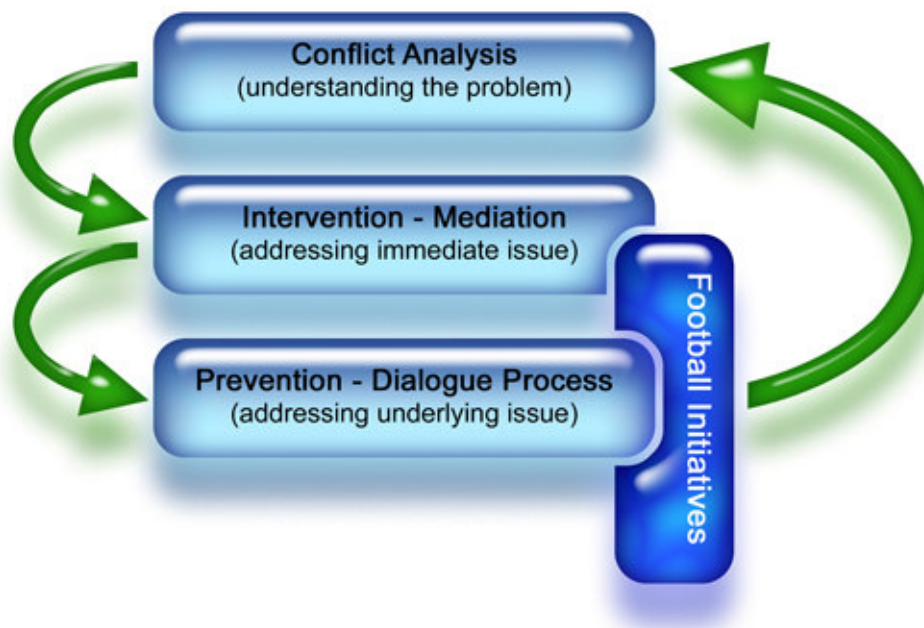 Conflict Analysis
(understanding the problem)
Intervention - Mediation
(addressing immediate issue)
Prevention - Dialogue Process
(addressing underlying issue)
Football Initiatives